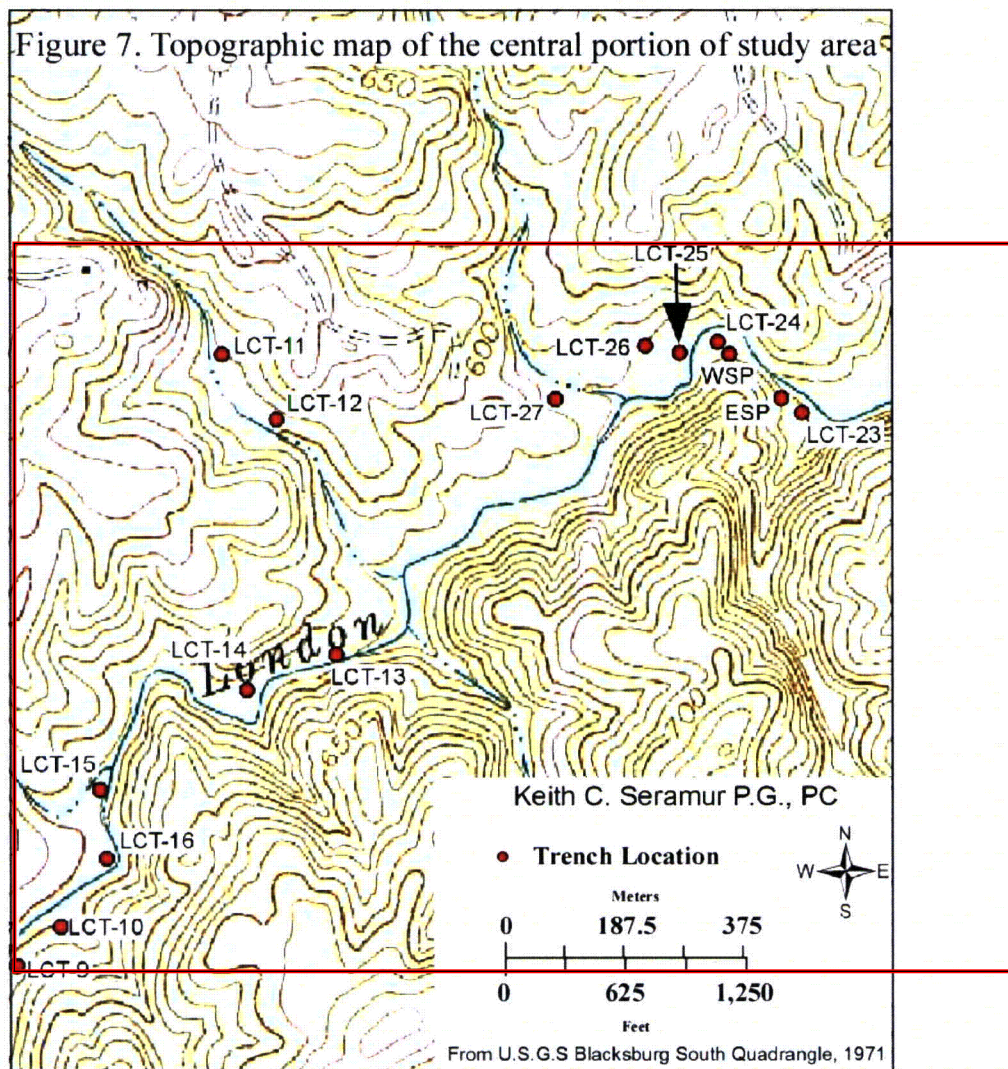 Figure 7. Topographic map of the central portion of study area
650
LCT-25
LCT-24
LCT-11
LCT-26
600
WSP
LCT-12
LCT-27
ESP
LCT-23
LCT-14
London
LCT-13
650
700
LCT-15
Keith C. Seramur P.G., PC
LCT-16
Trench Location
N
W E
S
Meters
0 187.5 375
LCT-10
LCT-9
0 625 1,250
Feet
From U.S.G.S Blacksburg South Quadrangle, 1971